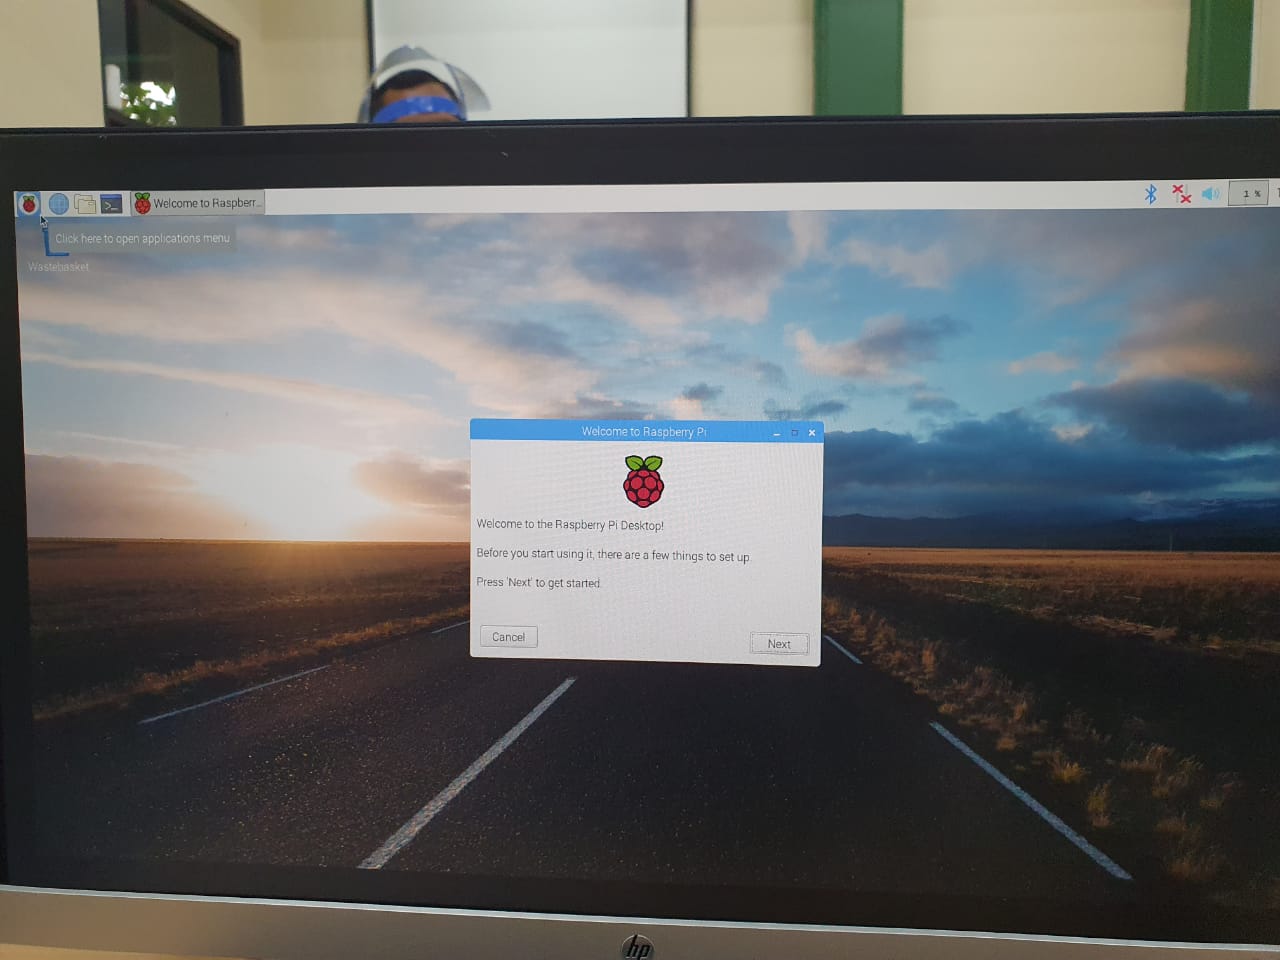 Welcome to Raspberr...
1 %
Click here to open applications menu
Wastebasket
Welcome to Raspberry Pi
Welcome to the Raspberry Pi Desktop!
Before you start using it, there are a few things to set up.
Press 'Next' to get started.
Cancel
Next
hp